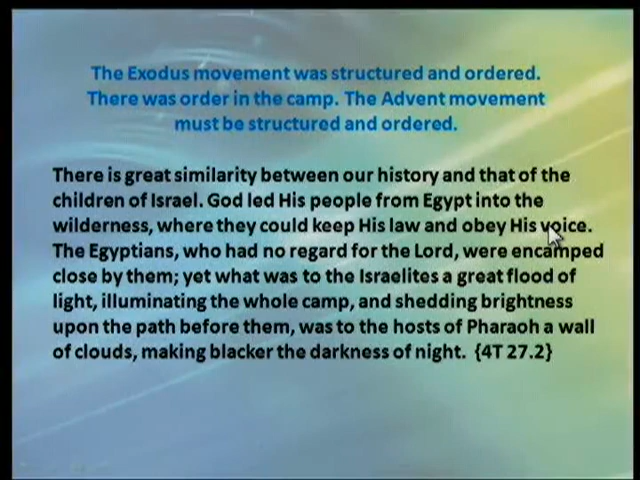 The Exodus movement was structured and ordered.
There was order in the camp. The Advent movement
must be structured and ordered.
There is great similarity between our history and that of the
children of Israel. God led His people from Egypt into the
wilderness, where they could keep His law and obey His voice.
The Egyptians, who had no regard for the Lord, were encamped
close by them; yet what was to the Israelites a great flood of
light, illuminating the whole camp, and shedding brightness
upon the path before them, was to the hosts of Pharaoh a wall
of clouds, making blacker the darkness of night. {4T 27.2}